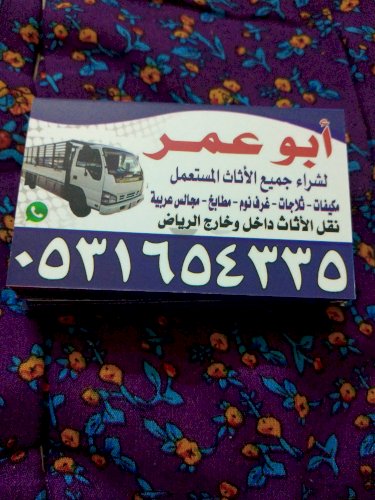 أبو عمر
لشراء جميع الأثاث المستعمل
مكيفات - ثلاجات - غرف نوم - مطابخ - مجالس عربية
نقل الأثاث داخل وخارج الرياض
٠٥٣١٦٥٤٣٣٥